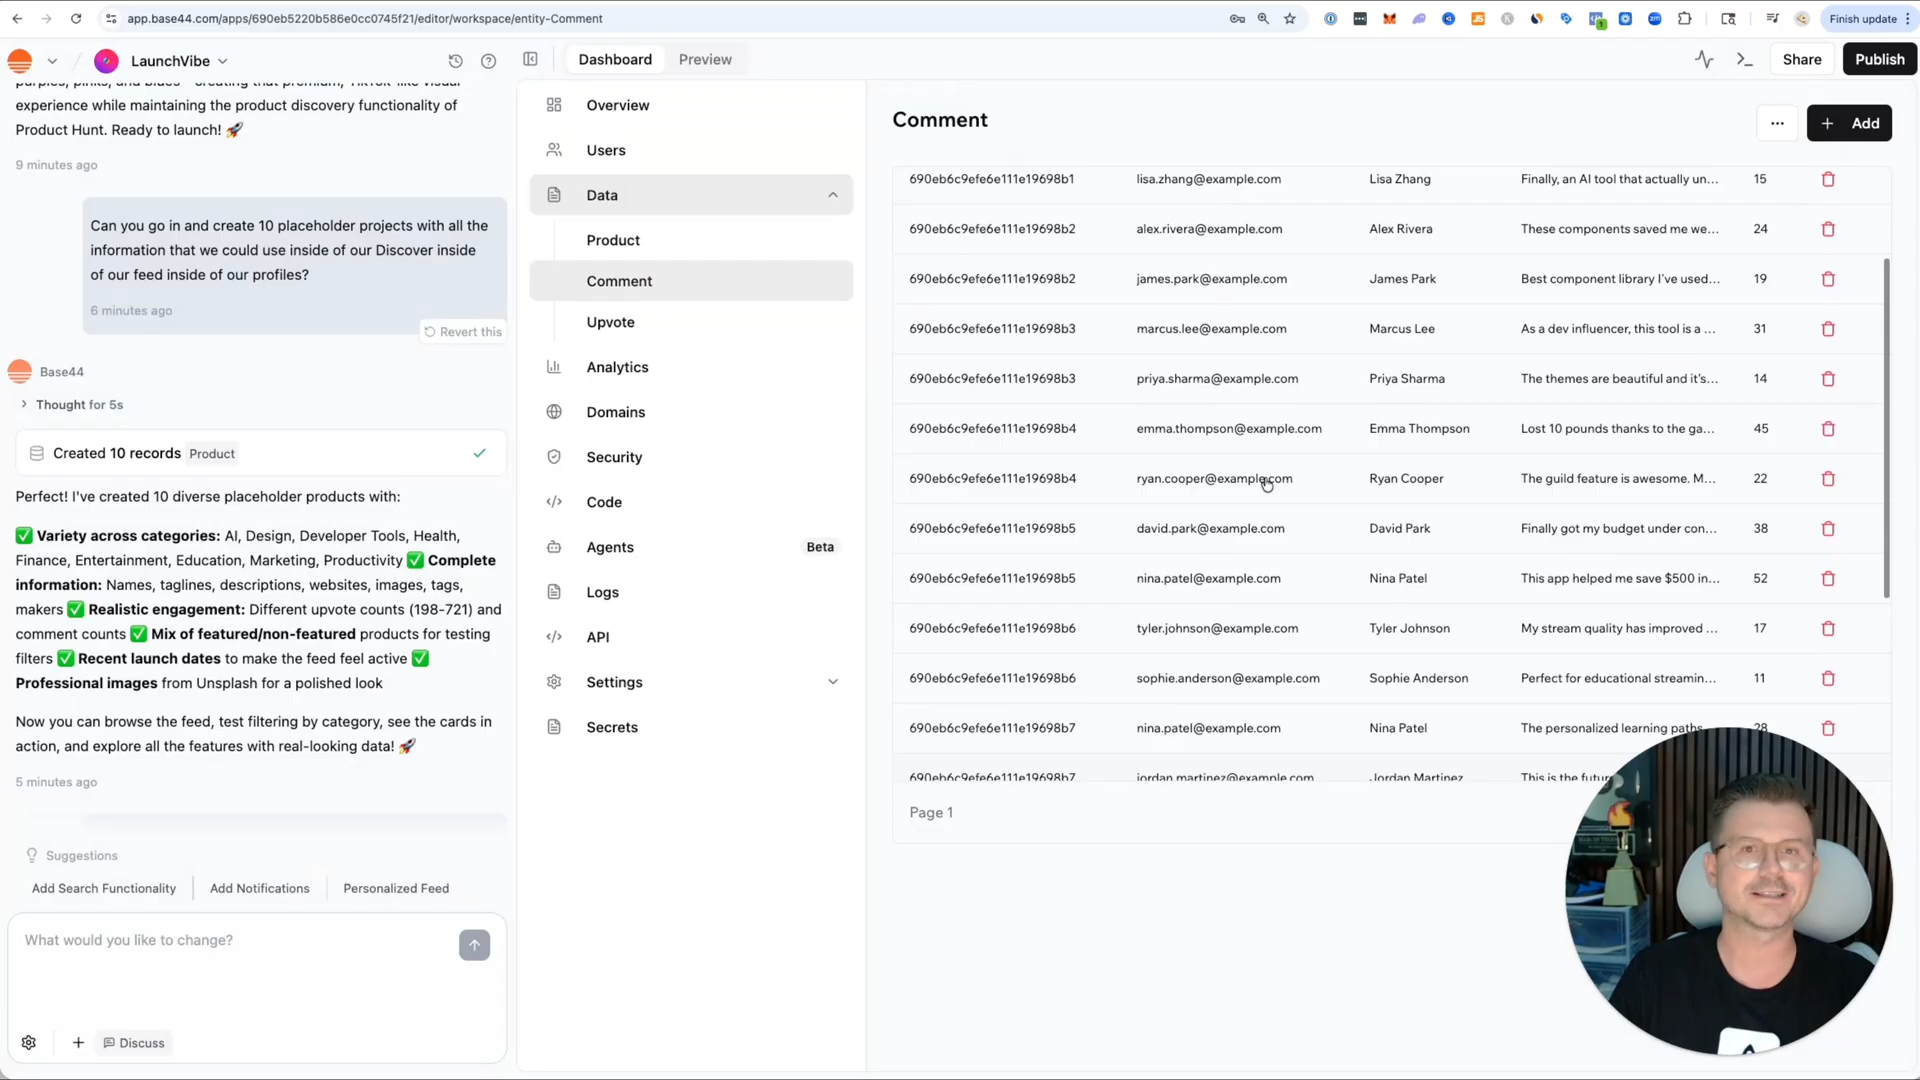 app.base44.com/apps/690eb5220b586e0cc0745f21/editor/workspace/entity-Comment
Finish update
LaunchVibe
Dashboard
Preview
Share
Publish
experience while maintaining the product discovery functionality of
Product Hunt. Ready to launch! 🚀
9 minutes ago
Can you go in and create 10 placeholder projects with all the
information that we could use inside of our Discover inside
of our feed inside of our profiles?
6 minutes ago
Revert this
Base44
Thought for 5s
Created 10 records Product
Perfect! I've created 10 diverse placeholder products with:
✅ Variety across categories: AI, Design, Developer Tools, Health,
Finance, Entertainment, Education, Marketing, Productivity ✅ Complete
information: Names, taglines, descriptions, websites, images, tags,
makers ✅ Realistic engagement: Different upvote counts (198-721) and
comment counts ✅ Mix of featured/non-featured products for testing
filters ✅ Recent launch dates to make the feed feel active ✅
Professional images from Unsplash for a polished look
Now you can browse the feed, test filtering by category, see the cards in
action, and explore all the features with real-looking data! 🚀
5 minutes ago
Suggestions
Add Search Functionality
Add Notifications
Personalized Feed
What would you like to change?
Discuss
Overview
Users
Data
Product
Comment
Upvote
Analytics
Domains
Security
Code
Agents
Beta
Logs
API
Settings
Secrets
Comment
... + Add
690eb6c9efe6e111e19698b1 lisa.zhang@example.com Lisa Zhang Finally, an AI tool that actually un... 15
690eb6c9efe6e111e19698b2 alex.rivera@example.com Alex Rivera These components saved me we... 24
690eb6c9efe6e111e19698b2 james.park@example.com James Park Best component library I've used... 19
690eb6c9efe6e111e19698b3 marcus.lee@example.com Marcus Lee As a dev influencer, this tool is a ... 31
690eb6c9efe6e111e19698b3 priya.sharma@example.com Priya Sharma The themes are beautiful and it's... 14
690eb6c9efe6e111e19698b4 emma.thompson@example.com Emma Thompson Lost 10 pounds thanks to the ga... 45
690eb6c9efe6e111e19698b4 ryan.cooper@example.com Ryan Cooper The guild feature is awesome. M... 22
690eb6c9efe6e111e19698b5 david.park@example.com David Park Finally got my budget under con... 38
690eb6c9efe6e111e19698b5 nina.patel@example.com Nina Patel This app helped me save $500 in... 52
690eb6c9efe6e111e19698b6 tyler.johnson@example.com Tyler Johnson My stream quality has improved ... 17
690eb6c9efe6e111e19698b6 sophie.anderson@example.com Sophie Anderson Perfect for educational streamin... 11
690eb6c9efe6e111e19698b7 nina.patel@example.com Nina Patel The personalized learning paths 28
690eb6c9efe6e111e19698b7 jordan.martinez@example.com Jordan Martinez This is the futur
Page 1